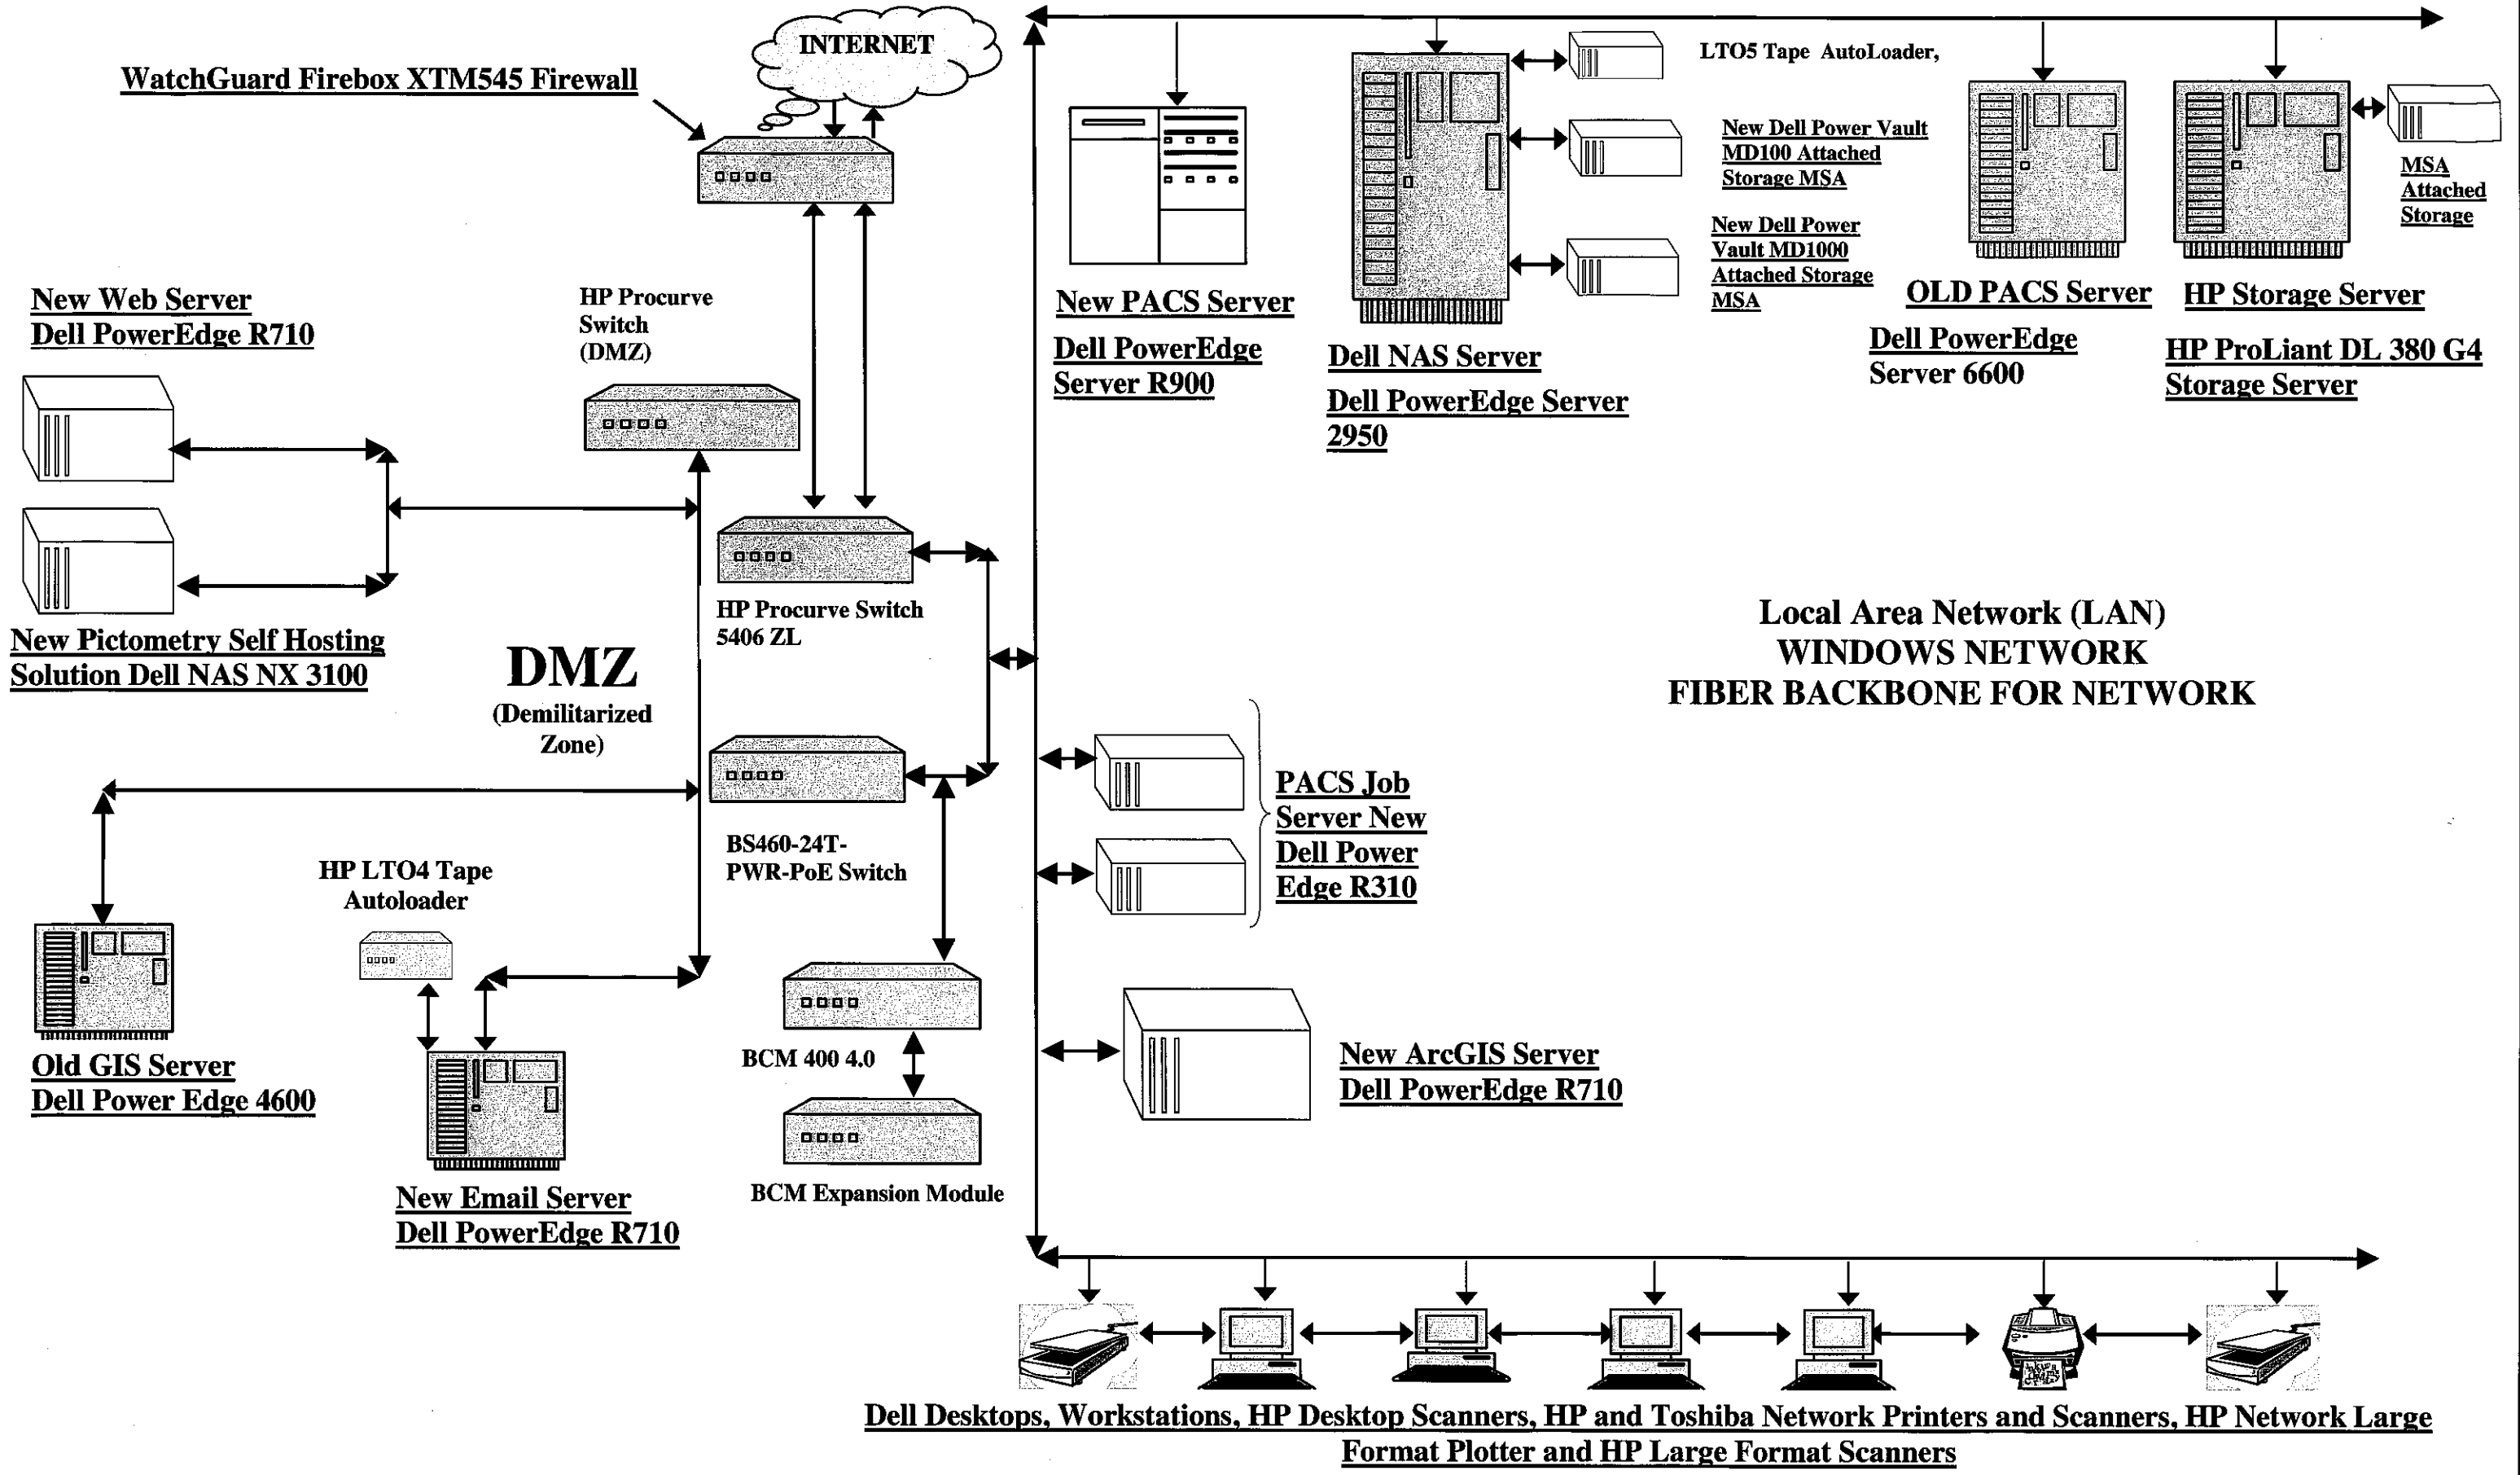 INTERNET
WatchGuard Firebox XTM545 Firewall
LTO5 Tape AutoLoader,
New Dell Power Vault
MD100 Attached
Storage MSA
New Dell Power
Vault MD1000
Attached Storage
MSA
MSA
Attached
Storage
New Web Server
Dell PowerEdge R710
HP Procurve
Switch
(DMZ)
New PACS Server
Dell PowerEdge
Server R900
Dell NAS Server
Dell PowerEdge Server
2950
OLD PACS Server
Dell PowerEdge
Server 6600
HP Storage Server
HP ProLiant DL 380 G4
Storage Server
HP Procurve Switch
5406 ZL
New Pictometry Self Hosting
Solution Dell NAS NX 3100
DMZ
(Demilitarized
Zone)
Local Area Network (LAN)
WINDOWS NETWORK
FIBER BACKBONE FOR NETWORK
PACS Job
Server New
Dell Power
Edge R310
BS460-24T-
PWR-PoE Switch
HP LTO4 Tape
Autoloader
Old GIS Server
Dell Power Edge 4600
BCM 400 4.0
New ArcGIS Server
Dell PowerEdge R710
BCM Expansion Module
New Email Server
Dell PowerEdge R710
Dell Desktops, Workstations, HP Desktop Scanners, HP and Toshiba Network Printers and Scanners, HP Network Large
Format Plotter and HP Large Format Scanners